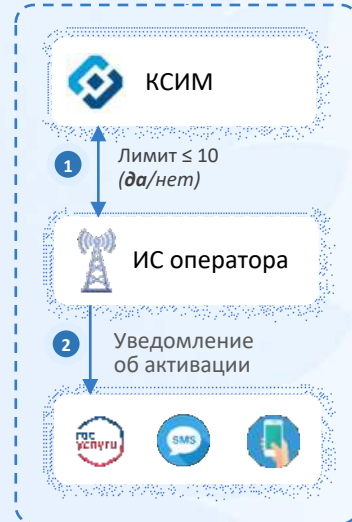 КСИМ
1
Лимит ≤ 10
(да/нет)
ИС оператора
2
Уведомление
об активации
гос
услуги
SMS